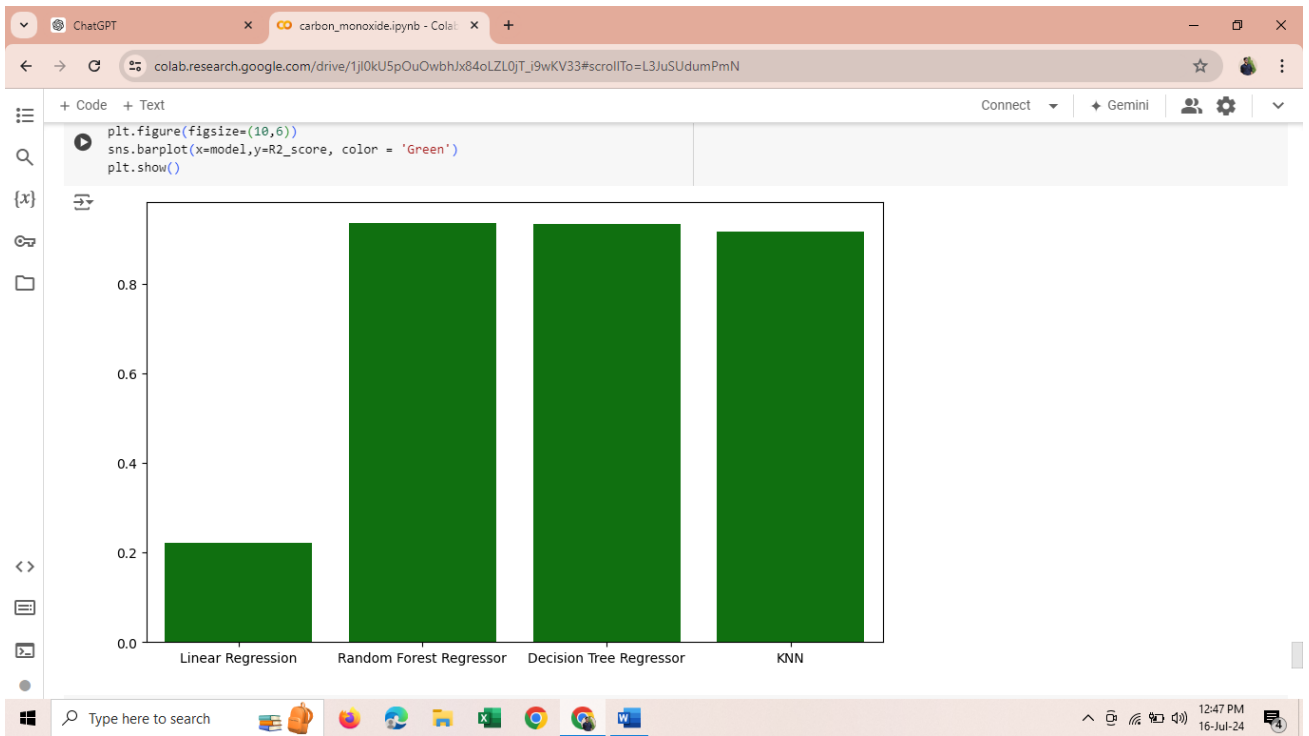 ChatGPT
carbon_monoxide.ipynb - Colab
colab.research.google.com/drive/1jl0kU5pOuOwbhJx84oLZL0jT_i9wKV33#scrollTo=L3JuSUdumPmN
+ Code + Text
Connect
Gemini
plt.figure(figsize=(10,6))
sns.barplot(x=model,y=R2_score, color = 'Green')
plt.show()
{x}
0.8
0.6
0.4
0.2
0.0
Linear Regression Random Forest Regressor Decision Tree Regressor KNN
Type here to search
12:47 PM
16-Jul-24
4